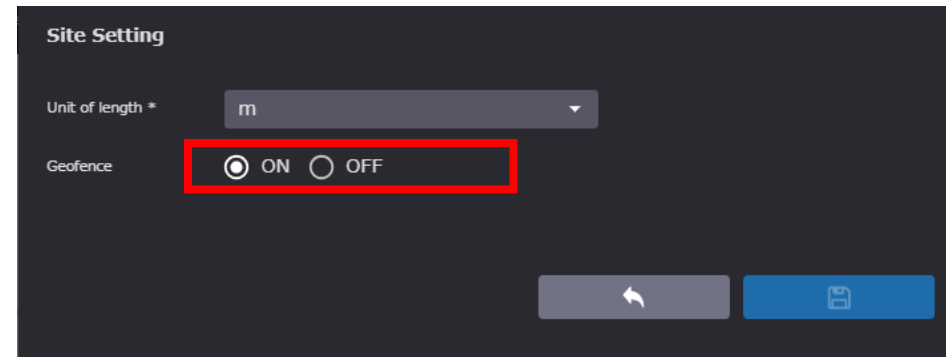 Site Setting
Unit of length * m
Geofence ON OFF